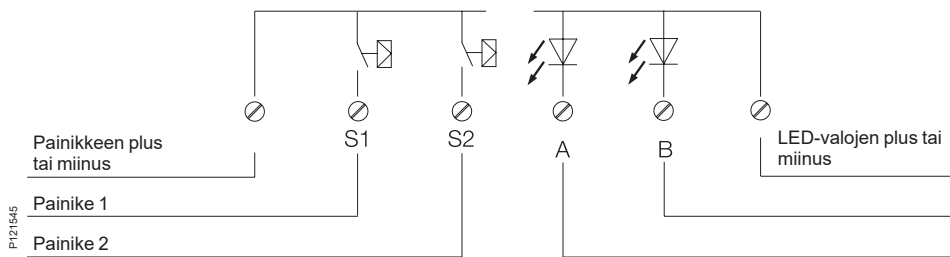 S1
S2
A
B
Painikkeen plus
tai miinus
LED-valojen plus tai
miinus
Painike 1
Painike 2
P121545